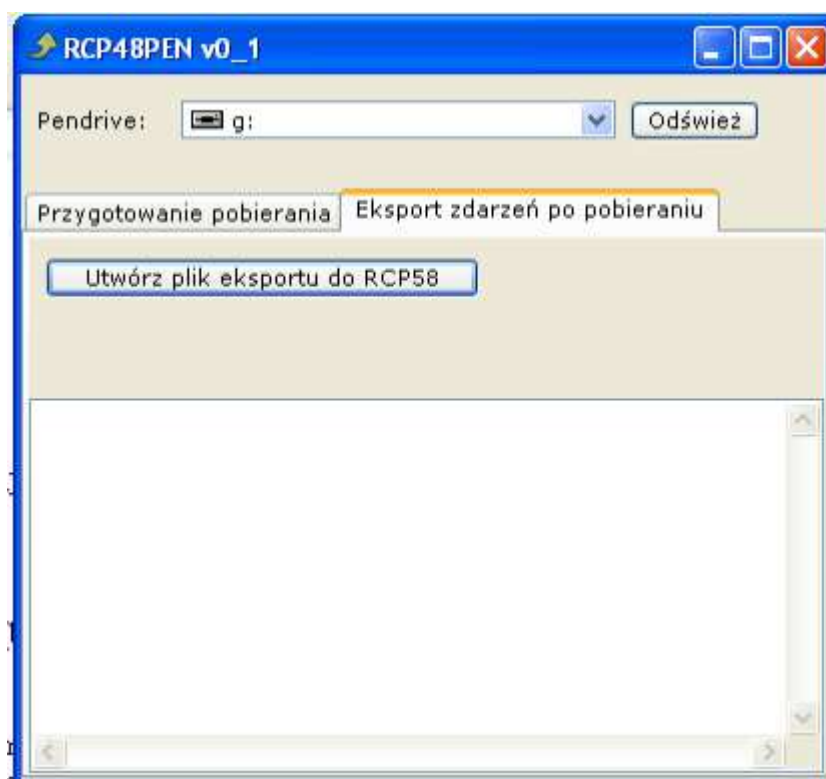 RCP48PEN v0_1
Pendrive: g: Odśwież
Przygotowanie pobierania Eksport zdarzeń po pobieraniu
Utwórz plik eksportu do RCP58